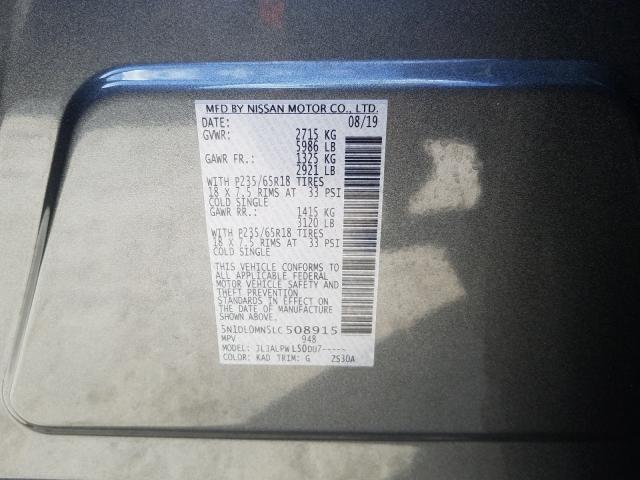 MFD BY NISSAN MOTOR CO., LTD.
DATE: 08/19
GVWR: 2715 KG
5986 LB
GAWR FR.: 1325 KG
2921 LB
WITH P235/65R18 TIRES
18 X 7.5 RIMS AT 33 PSI
COLD SINGLE
GAWR RR.: 1415 KG
3120 LB
WITH P235/65R18 TIRES
18 X 7.5 RIMS AT 33 PSI
COLD SINGLE
THIS VEHICLE CONFORMS TO
ALL APPLICABLE FEDERAL
MOTOR VEHICLE SAFETY AND
THEFT PREVENTION
STANDARDS IN EFFECT ON
THE DATE OF MANUFACTURE
SHOWN ABOVE.
5N1DL0MN5LC508915
MPV 948
MODEL: JLJALPW L50DU7-----
COLOR: KAD TRIM: G 2S30A